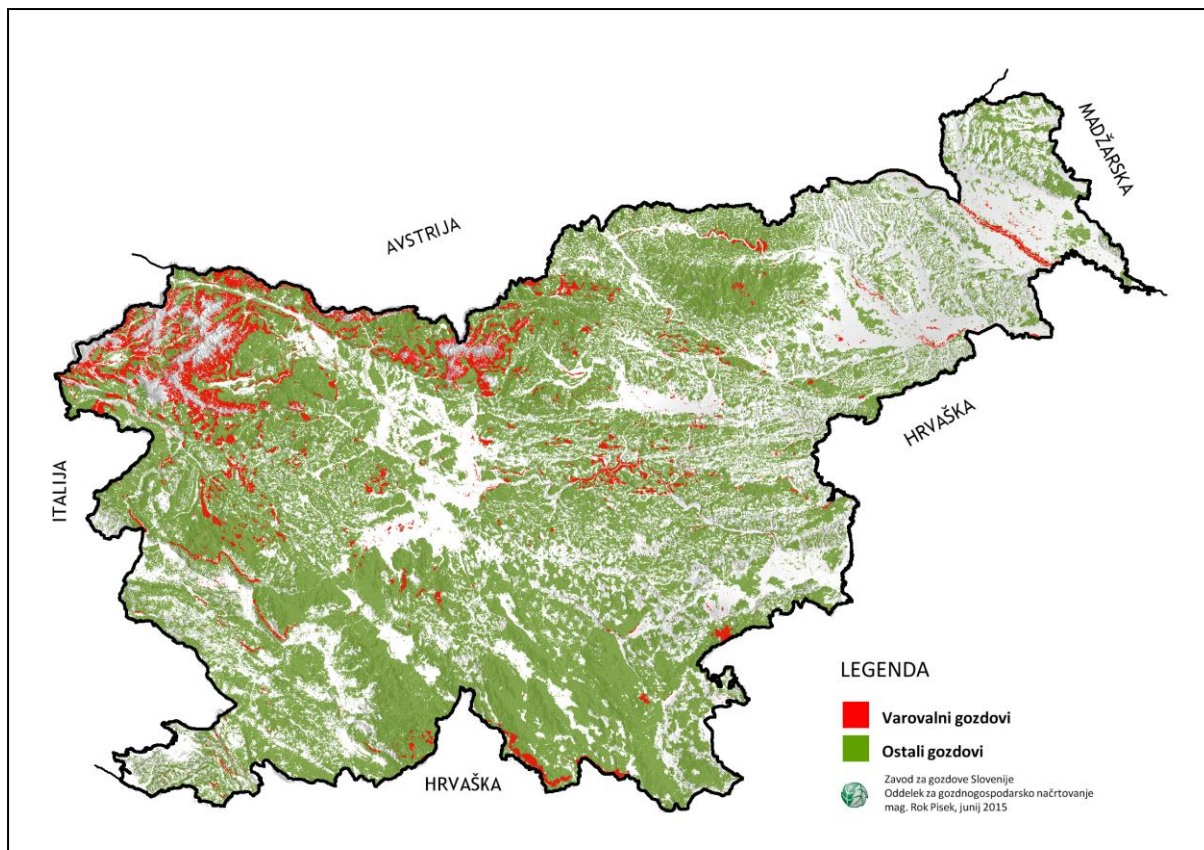 MADŽARSKA
AVSTRIJA
HRVAŠKA
ITALIJA
HRVAŠKA
LEGENDA
Varovalni gozdovi
Ostali gozdovi
Zavod za gozdove Slovenije
Oddelek za gozdnogospodarsko načrtovanje
mag. Rok Pisek, junij 2015